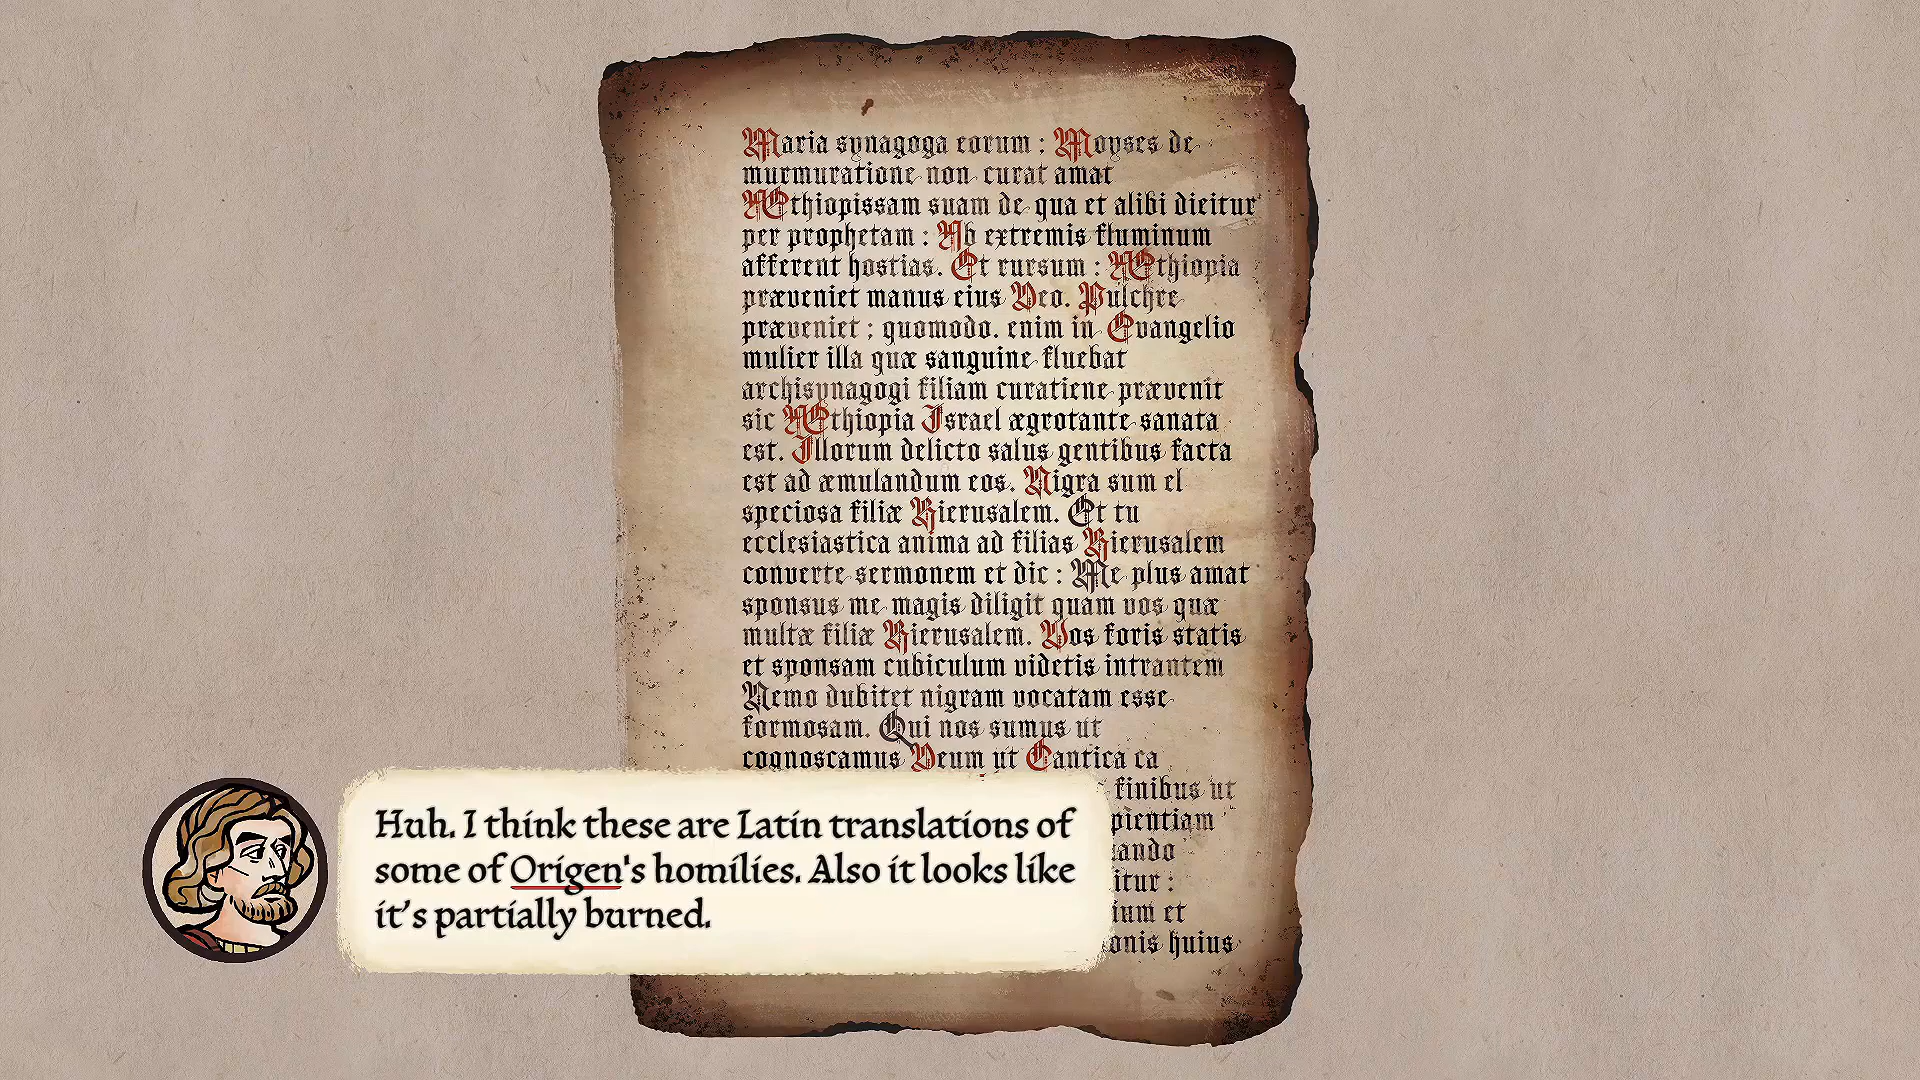 Maria synagoga eorum : Moyses de
murmuratione non curat amat
AEthiopissam suam de qua et alibi dicitur
per prophetam : Ab extremis fluminum
afferent hostias. Et rursum : AEthiopia
præveniet manus eius Deo. Pulchre
præveniet ; quomodo. enim in Evangelio
mulier illa quæ sanguine fluebat
archisynagogi filiam curatiene prævenit
sic AEthiopia Israel ægrotante sanata
est. Illorum delicto salus gentibus facta
est ad æmulandum eos. Nigra sum el
speciosa filiæ Hierusalem. Et tu
ecclesiastica anima ad filias Hierusalem
converte sermonem et dic : Me plus amat
sponsus me magis diligit quam vos quæ
multæ filiæ Hierusalem. Vos foris statis
et sponsam cubiculum videtis intrantem
Nemo dubitet nigram vocatam esse
formosam. Qui nos sumus ut
cognoscamus Deum ut Cantica ca
finibus ut
pientiam
ando
itur :
ium et
onis huius
Huh. I think these are Latin translations of
some of Origen's homilies. Also it looks like
it's partially burned.